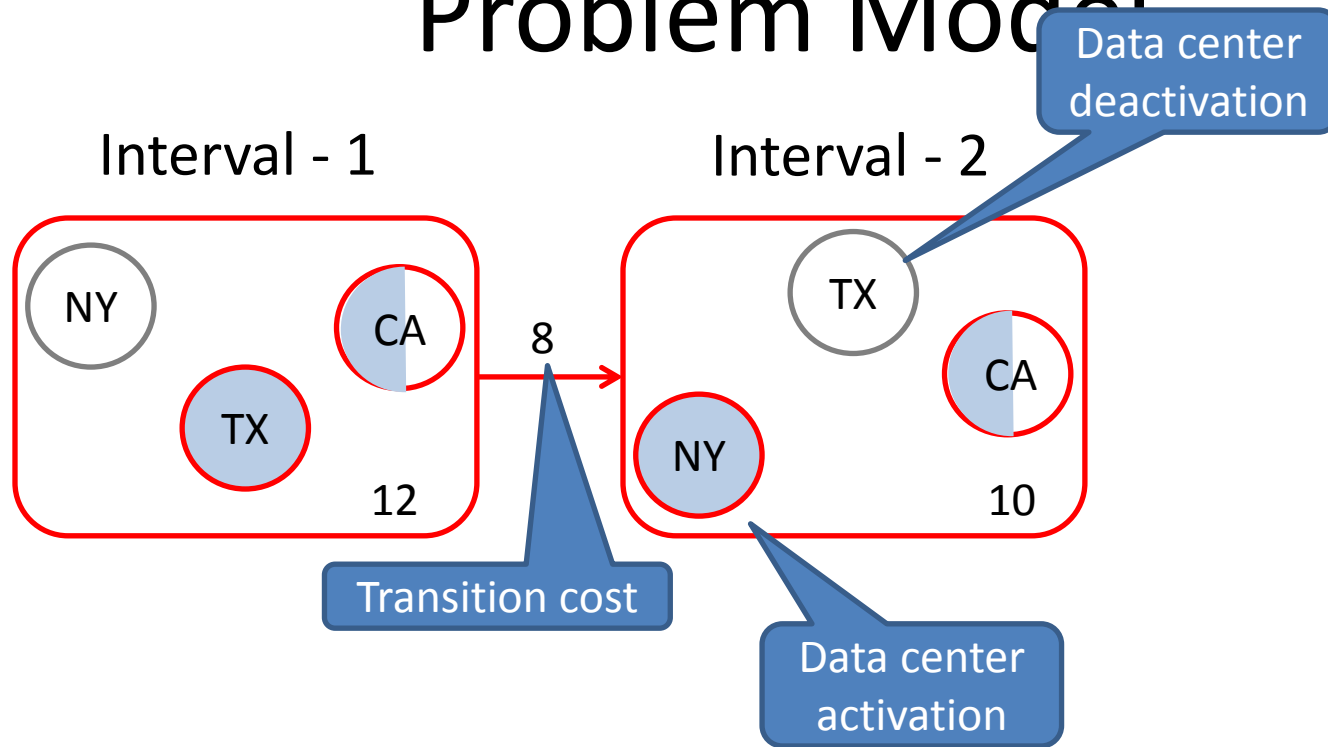 Problem Model
Data center
deactivation
Interval - 1
Interval - 2
NY
CA
TX
12
8
TX
CA
NY
10
Transition cost
Data center
activation